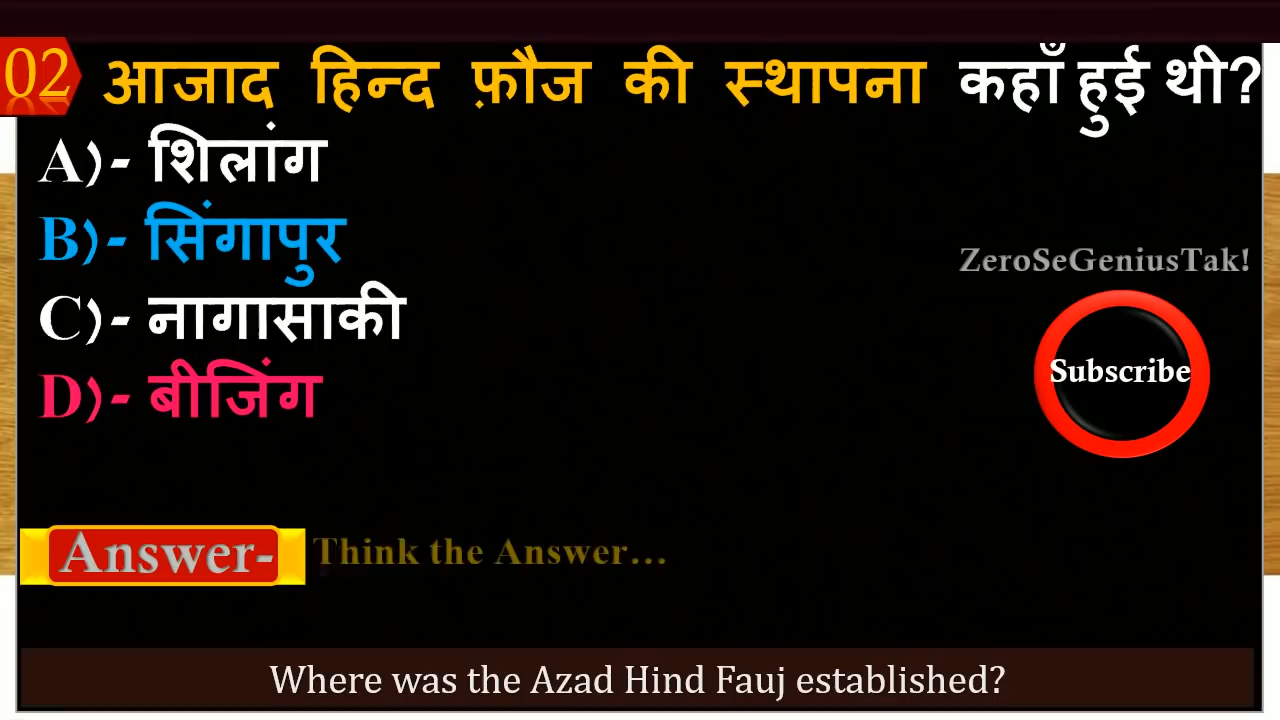 02 आजाद हिन्द फ़ौज की स्थापना कहाँ हुई थी?
A)- शिलांग
B)- सिंगापुर
ZeroSeGeniusTak!
C)- नागासाकी
Subscribe
D)- बीजिंग
Answer- Think the Answer...
Where was the Azad Hind Fauj established?